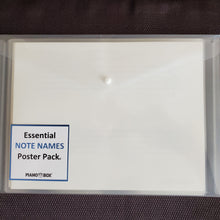 Essential
NOTE NAMES
Poster Pack.
PIANO BOX